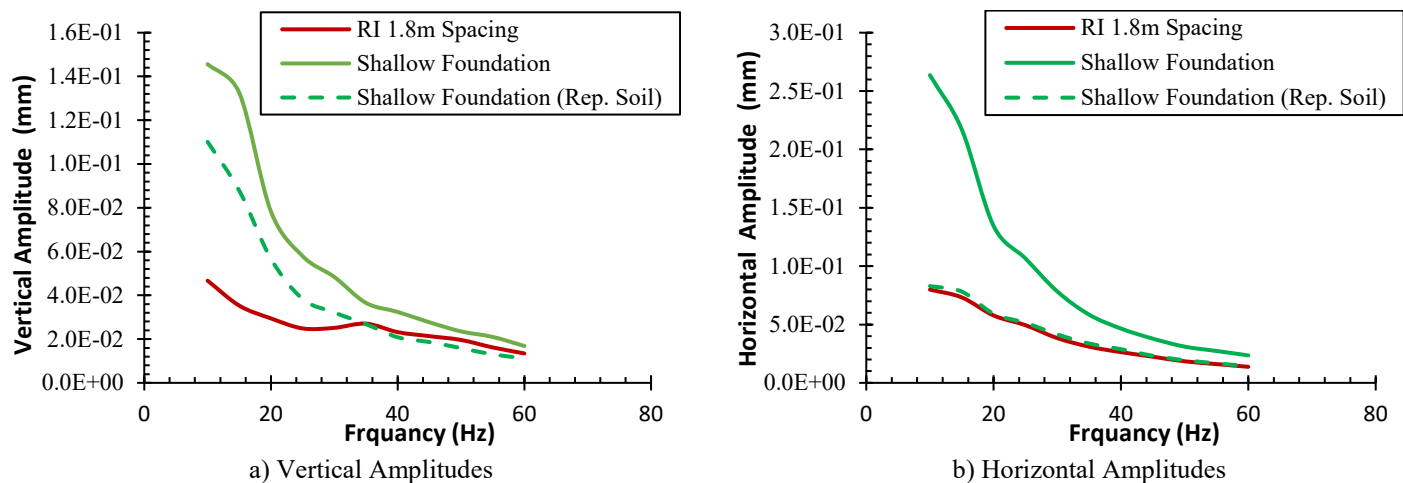 RI 1.8m Spacing
Shallow Foundation
Shallow Foundation (Rep. Soil)
Vertical Amplitude (mm)
1.6E-01
1.4E-01
1.2E-01
1.0E-01
8.0E-02
6.0E-02
4.0E-02
2.0E-02
0.0E+00
0 20 40 60 80
Frquancy (Hz)
a) Vertical Amplitudes
RI 1.8m Spacing
Shallow Foundation
Shallow Foundation (Rep. Soil)
Horizontal Amplitude (mm)
3.0E-01
2.5E-01
2.0E-01
1.5E-01
1.0E-01
5.0E-02
0.0E+00
0 20 40 60 80
Frquancy (Hz)
b) Horizontal Amplitudes